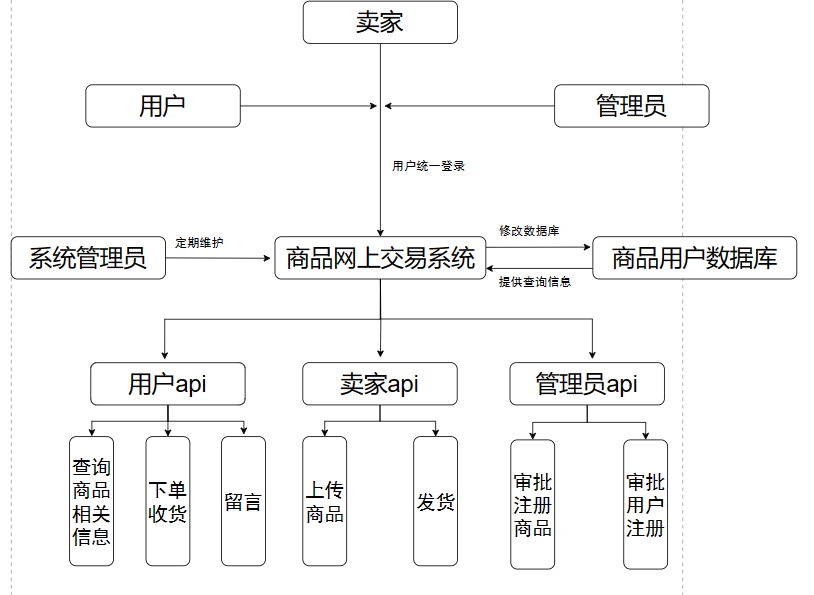 卖家
用户
管理员
用户统一登录
系统管理员
定期维护
商品网上交易系统
修改数据库
提供查询信息
商品用户数据库
用户api
卖家api
管理员api
查询
商品
相关
信息
下单
收货
留言
上传
商品
发货
审批
注册
商品
审批
用户
注册